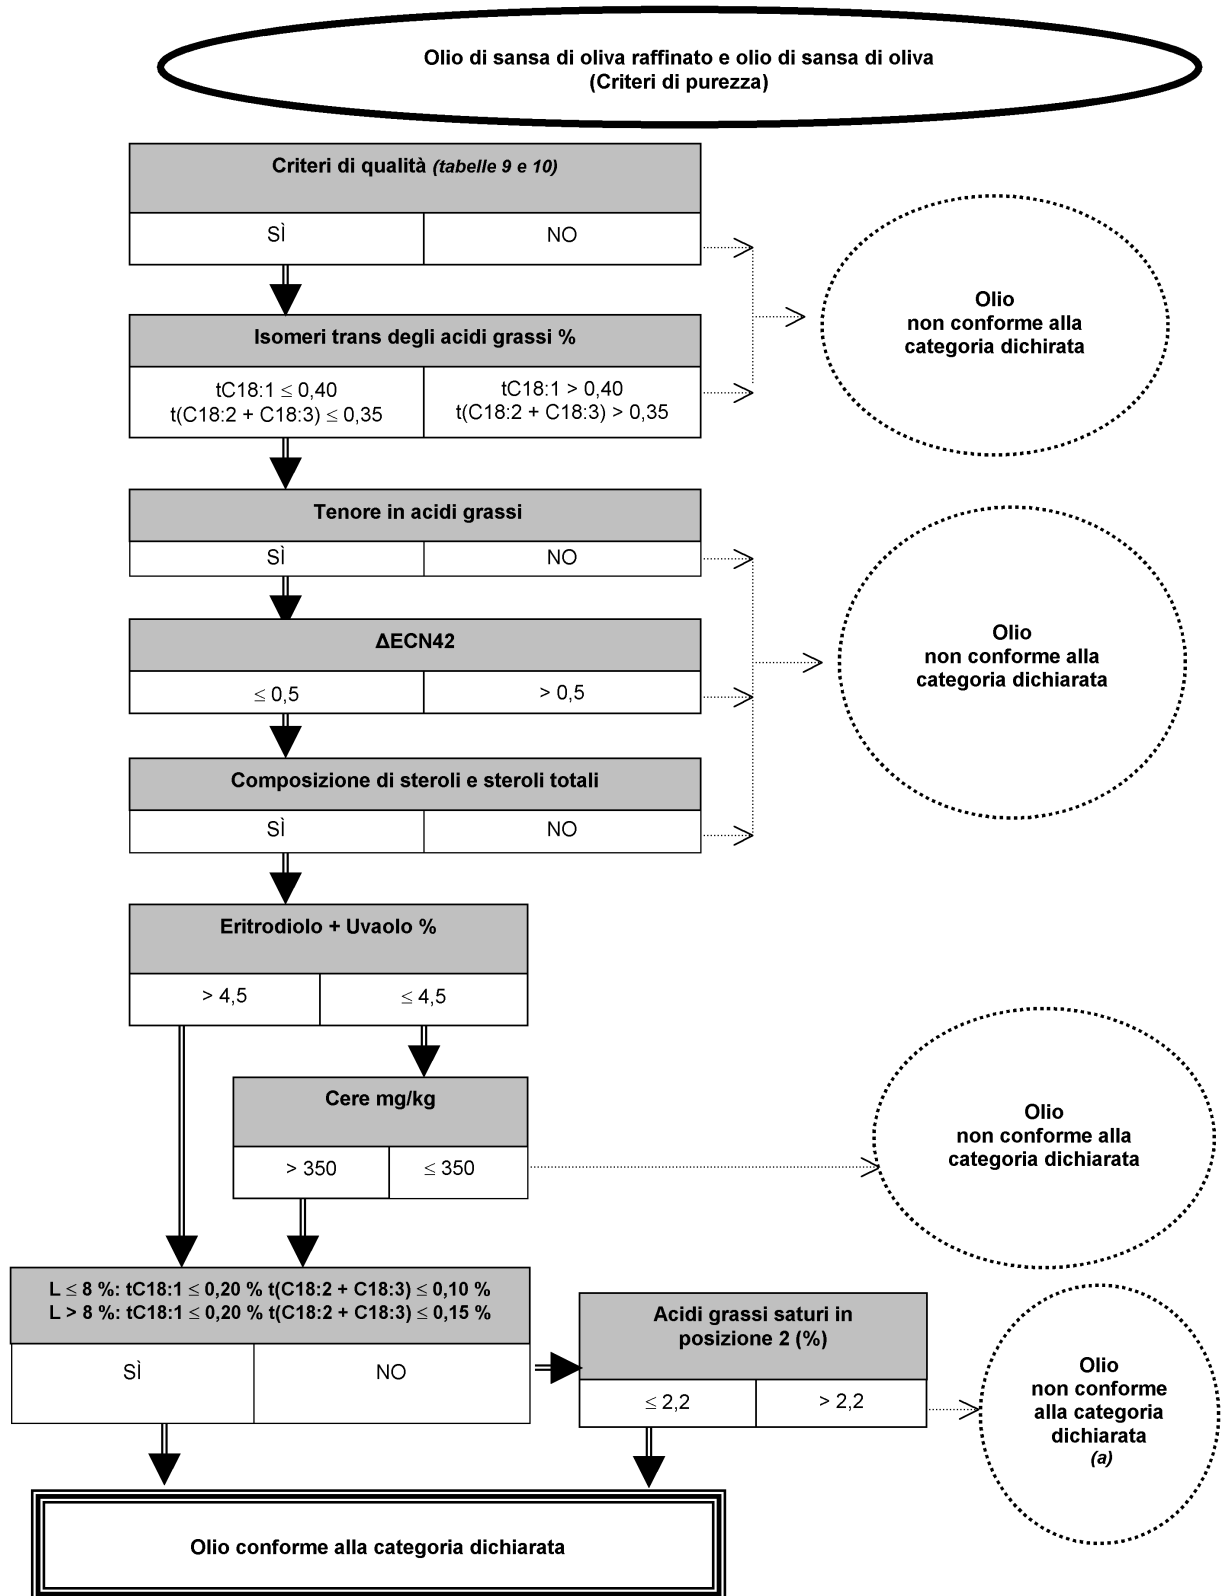 Olio di sansa di oliva raffinato e olio di sansa di oliva
(Criteri di purezza)
Criteri di qualità (tabelle 9 e 10)
SÌ NO
Olio
non conforme alla
categoria dichirata
Isomeri trans degli acidi grassi %
tC18:1 ≤ 0,40
t(C18:2 + C18:3) ≤ 0,35
tC18:1 > 0,40
t(C18:2 + C18:3) > 0,35
Tenore in acidi grassi
SÌ NO
ΔECN42
≤ 0,5 > 0,5
Olio
non conforme alla
categoria dichiarata
Composizione di steroli e steroli totali
SÌ NO
Eritrodiolo + Uvaolo %
> 4,5 ≤ 4,5
Cere mg/kg
> 350 ≤ 350
Olio
non conforme alla
categoria dichiarata
L ≤ 8 %: tC18:1 ≤ 0,20 % t(C18:2 + C18:3) ≤ 0,10 %
L > 8 %: tC18:1 ≤ 0,20 % t(C18:2 + C18:3) ≤ 0,15 %
SÌ NO
Acidi grassi saturi in
posizione 2 (%)
≤ 2,2 > 2,2
Olio
non conforme
alla categoria
dichiarata
(a)
Olio conforme alla categoria dichiarata